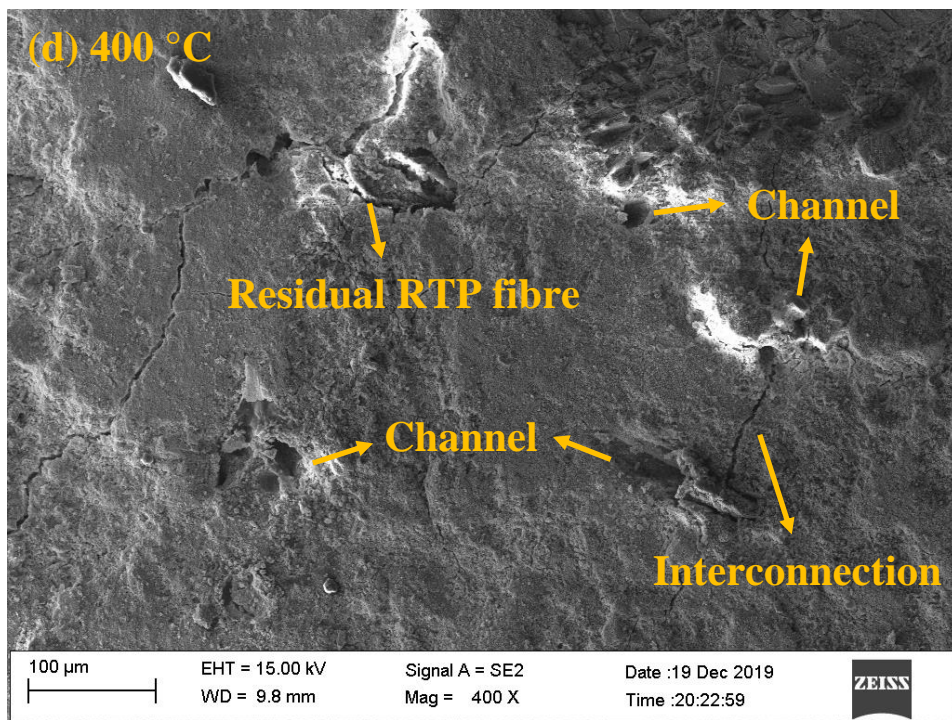 (d) 400 °C
Channel
Residual RTP fibre
Channel
Interconnection
100 µm
EHT = 15.00 kV
Signal A = SE2
Date :19 Dec 2019
WD = 9.8 mm
Mag = 400 X
Time :20:22:59
ZEISS